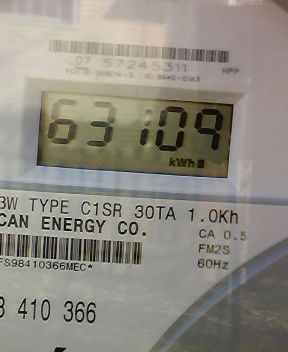 07 57245311
63109
kWh
3W TYPE C1SR 30TA 1.0Kh
CAN ENERGY CO.
CA 0.5
FM2S
FS98410366MEC*
60Hz
3 410 366